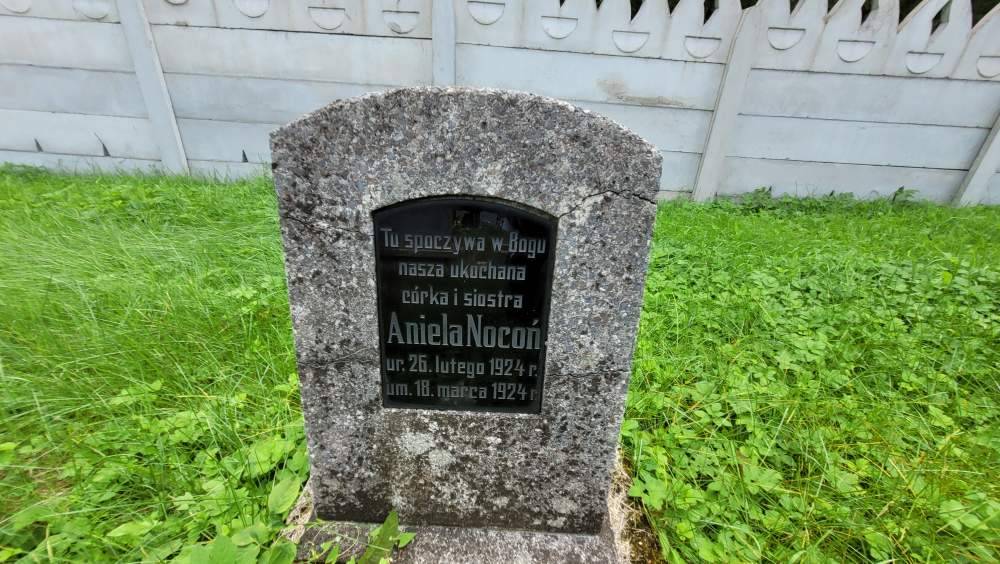 Tu spoczywa w Bogu
nasza ukochana
córka i siostra
Aniela Nocoń
ur. 26. lutego 1924 r.
um. 18. marca 1924 r